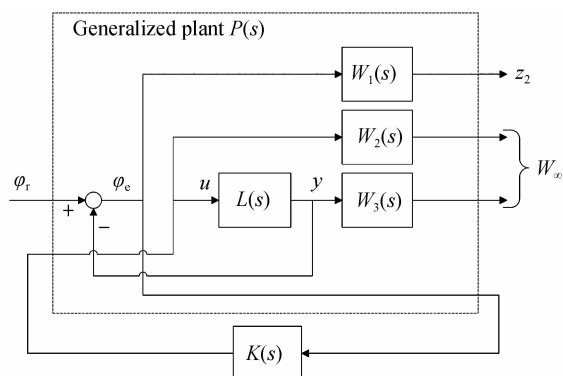 Generalized plant P(s)
W₁(s)
z₂
W₂(s)
φᵣ
φₑ
u
L(s)
y
W₃(s)
W∞
+
−
K(s)